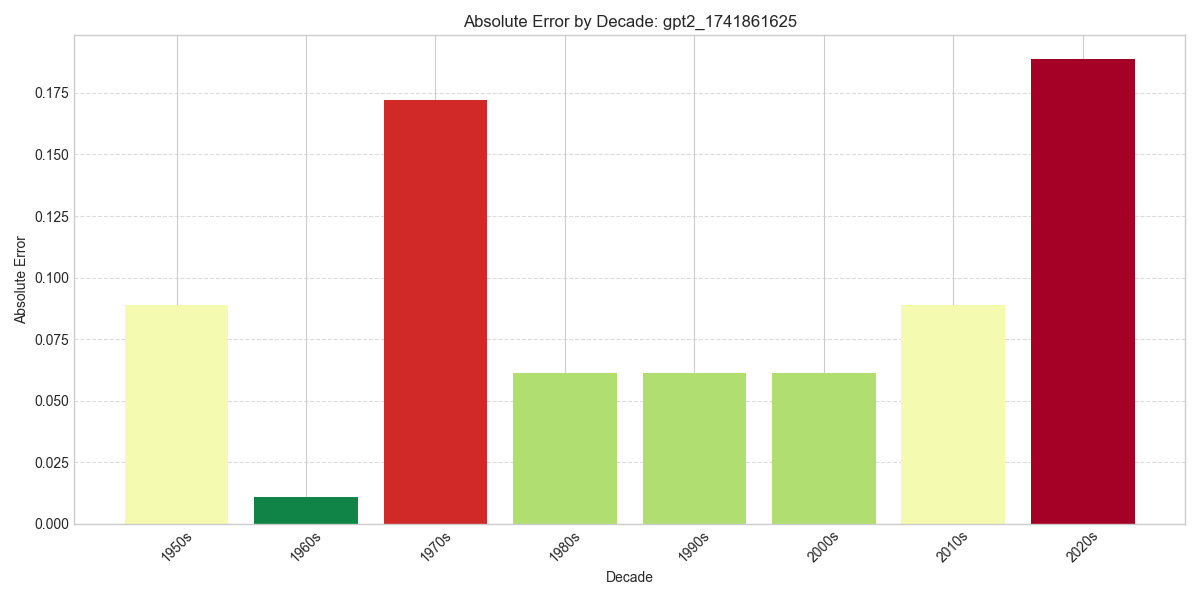 Absolute Error by Decade: gpt2_1741861625
Absolute Error
0.175
0.150
0.125
0.100
0.075
0.050
0.025
0.000
1950s
1960s
1970s
1980s
1990s
2000s
2010s
2020s
Decade